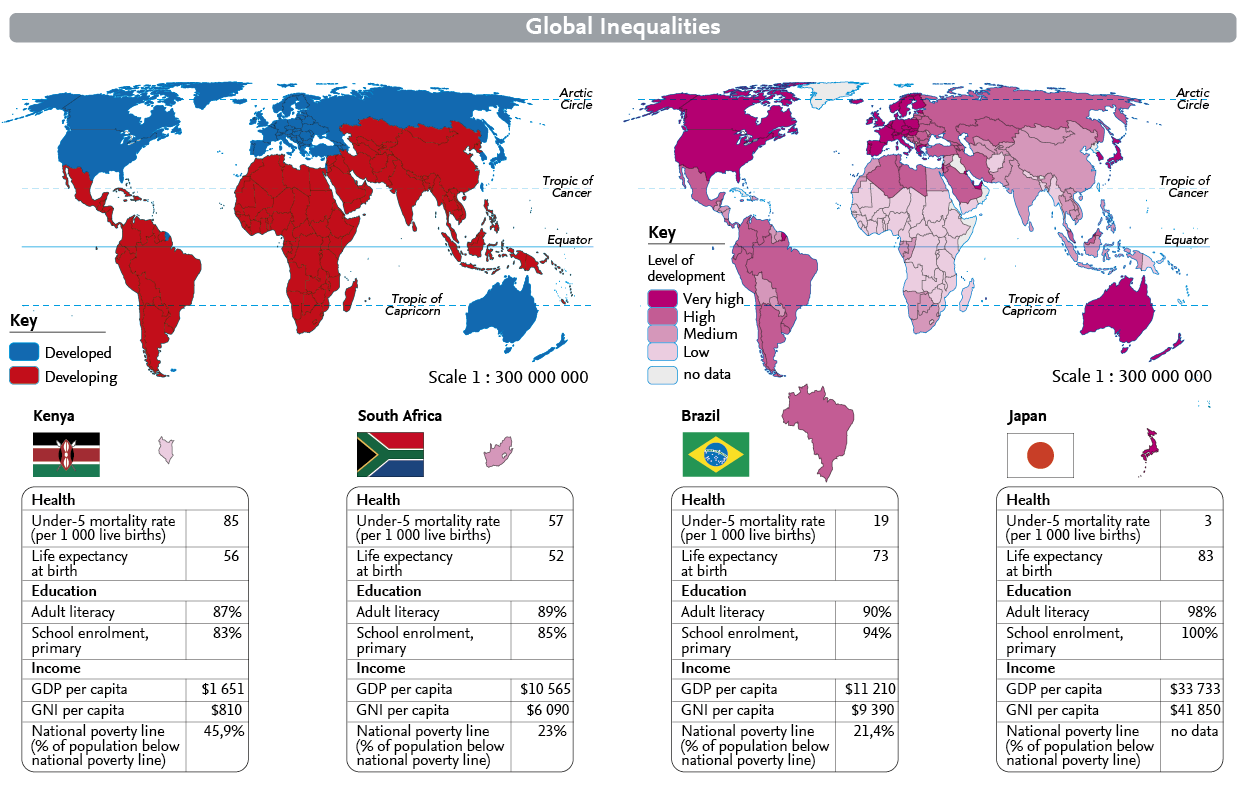 Global Inequalities
Arctic
Circle
Tropic of
Cancer
Equator
Tropic of
Capricorn
Key
Developed
Developing
Scale 1 : 300 000 000
Arctic
Circle
Tropic of
Cancer
Equator
Tropic of
Capricorn
Key
Level of
development
Very high
High
Medium
Low
no data
Scale 1 : 300 000 000
Kenya
Health
Under-5 mortality rate 85
(per 1 000 live births)
Life expectancy 56
at birth
Education
Adult literacy 87%
School enrolment, 83%
primary
Income
GDP per capita $1 651
GNI per capita $810
National poverty line 45,9%
(% of population below
national poverty line)
South Africa
Health
Under-5 mortality rate 57
(per 1 000 live births)
Life expectancy 52
at birth
Education
Adult literacy 89%
School enrolment, 85%
primary
Income
GDP per capita $10 565
GNI per capita $6 090
National poverty line 23%
(% of population below
national poverty line)
Brazil
Health
Under-5 mortality rate 19
(per 1 000 live births)
Life expectancy 73
at birth
Education
Adult literacy 90%
School enrolment, 94%
primary
Income
GDP per capita $11 210
GNI per capita $9 390
National poverty line 21,4%
(% of population below
national poverty line)
Japan
Health
Under-5 mortality rate 3
(per 1 000 live births)
Life expectancy 83
at birth
Education
Adult literacy 98%
School enrolment, 100%
primary
Income
GDP per capita $33 733
GNI per capita $41 850
National poverty line no data
(% of population below
national poverty line)